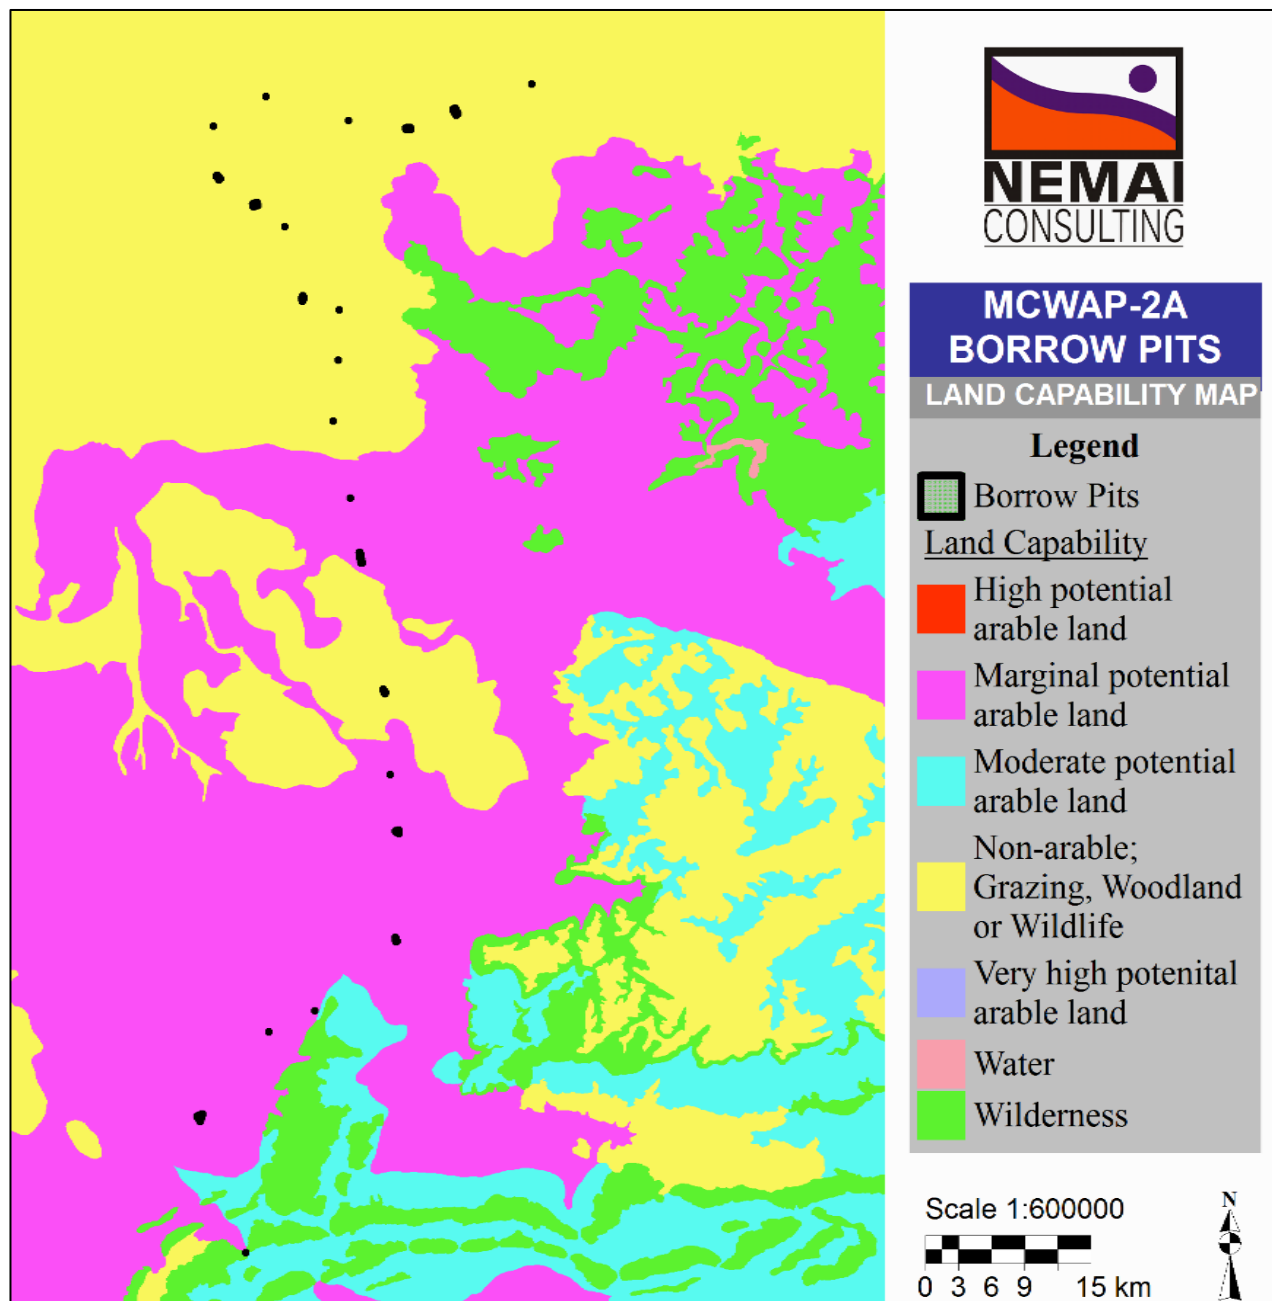 NEMAI
CONSULTING
MCWAP-2A
BORROW PITS
LAND CAPABILITY MAP
Legend
Borrow Pits
Land Capability
High potential
arable land
Marginal potential
arable land
Moderate potential
arable land
Non-arable;
Grazing, Woodland
or Wildlife
Very high potenital
arable land
Water
Wilderness
Scale 1:600000
N
0 3 6 9 15 km